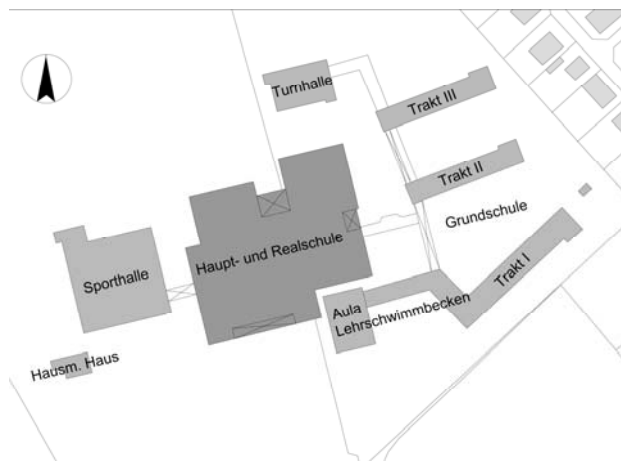 Turnhalle
Trakt III
Trakt II
Grundschule
Haupt- und Realschule
Sporthalle
Trakt I
Aula
Lehrschwimmbecken
Hausm. Haus